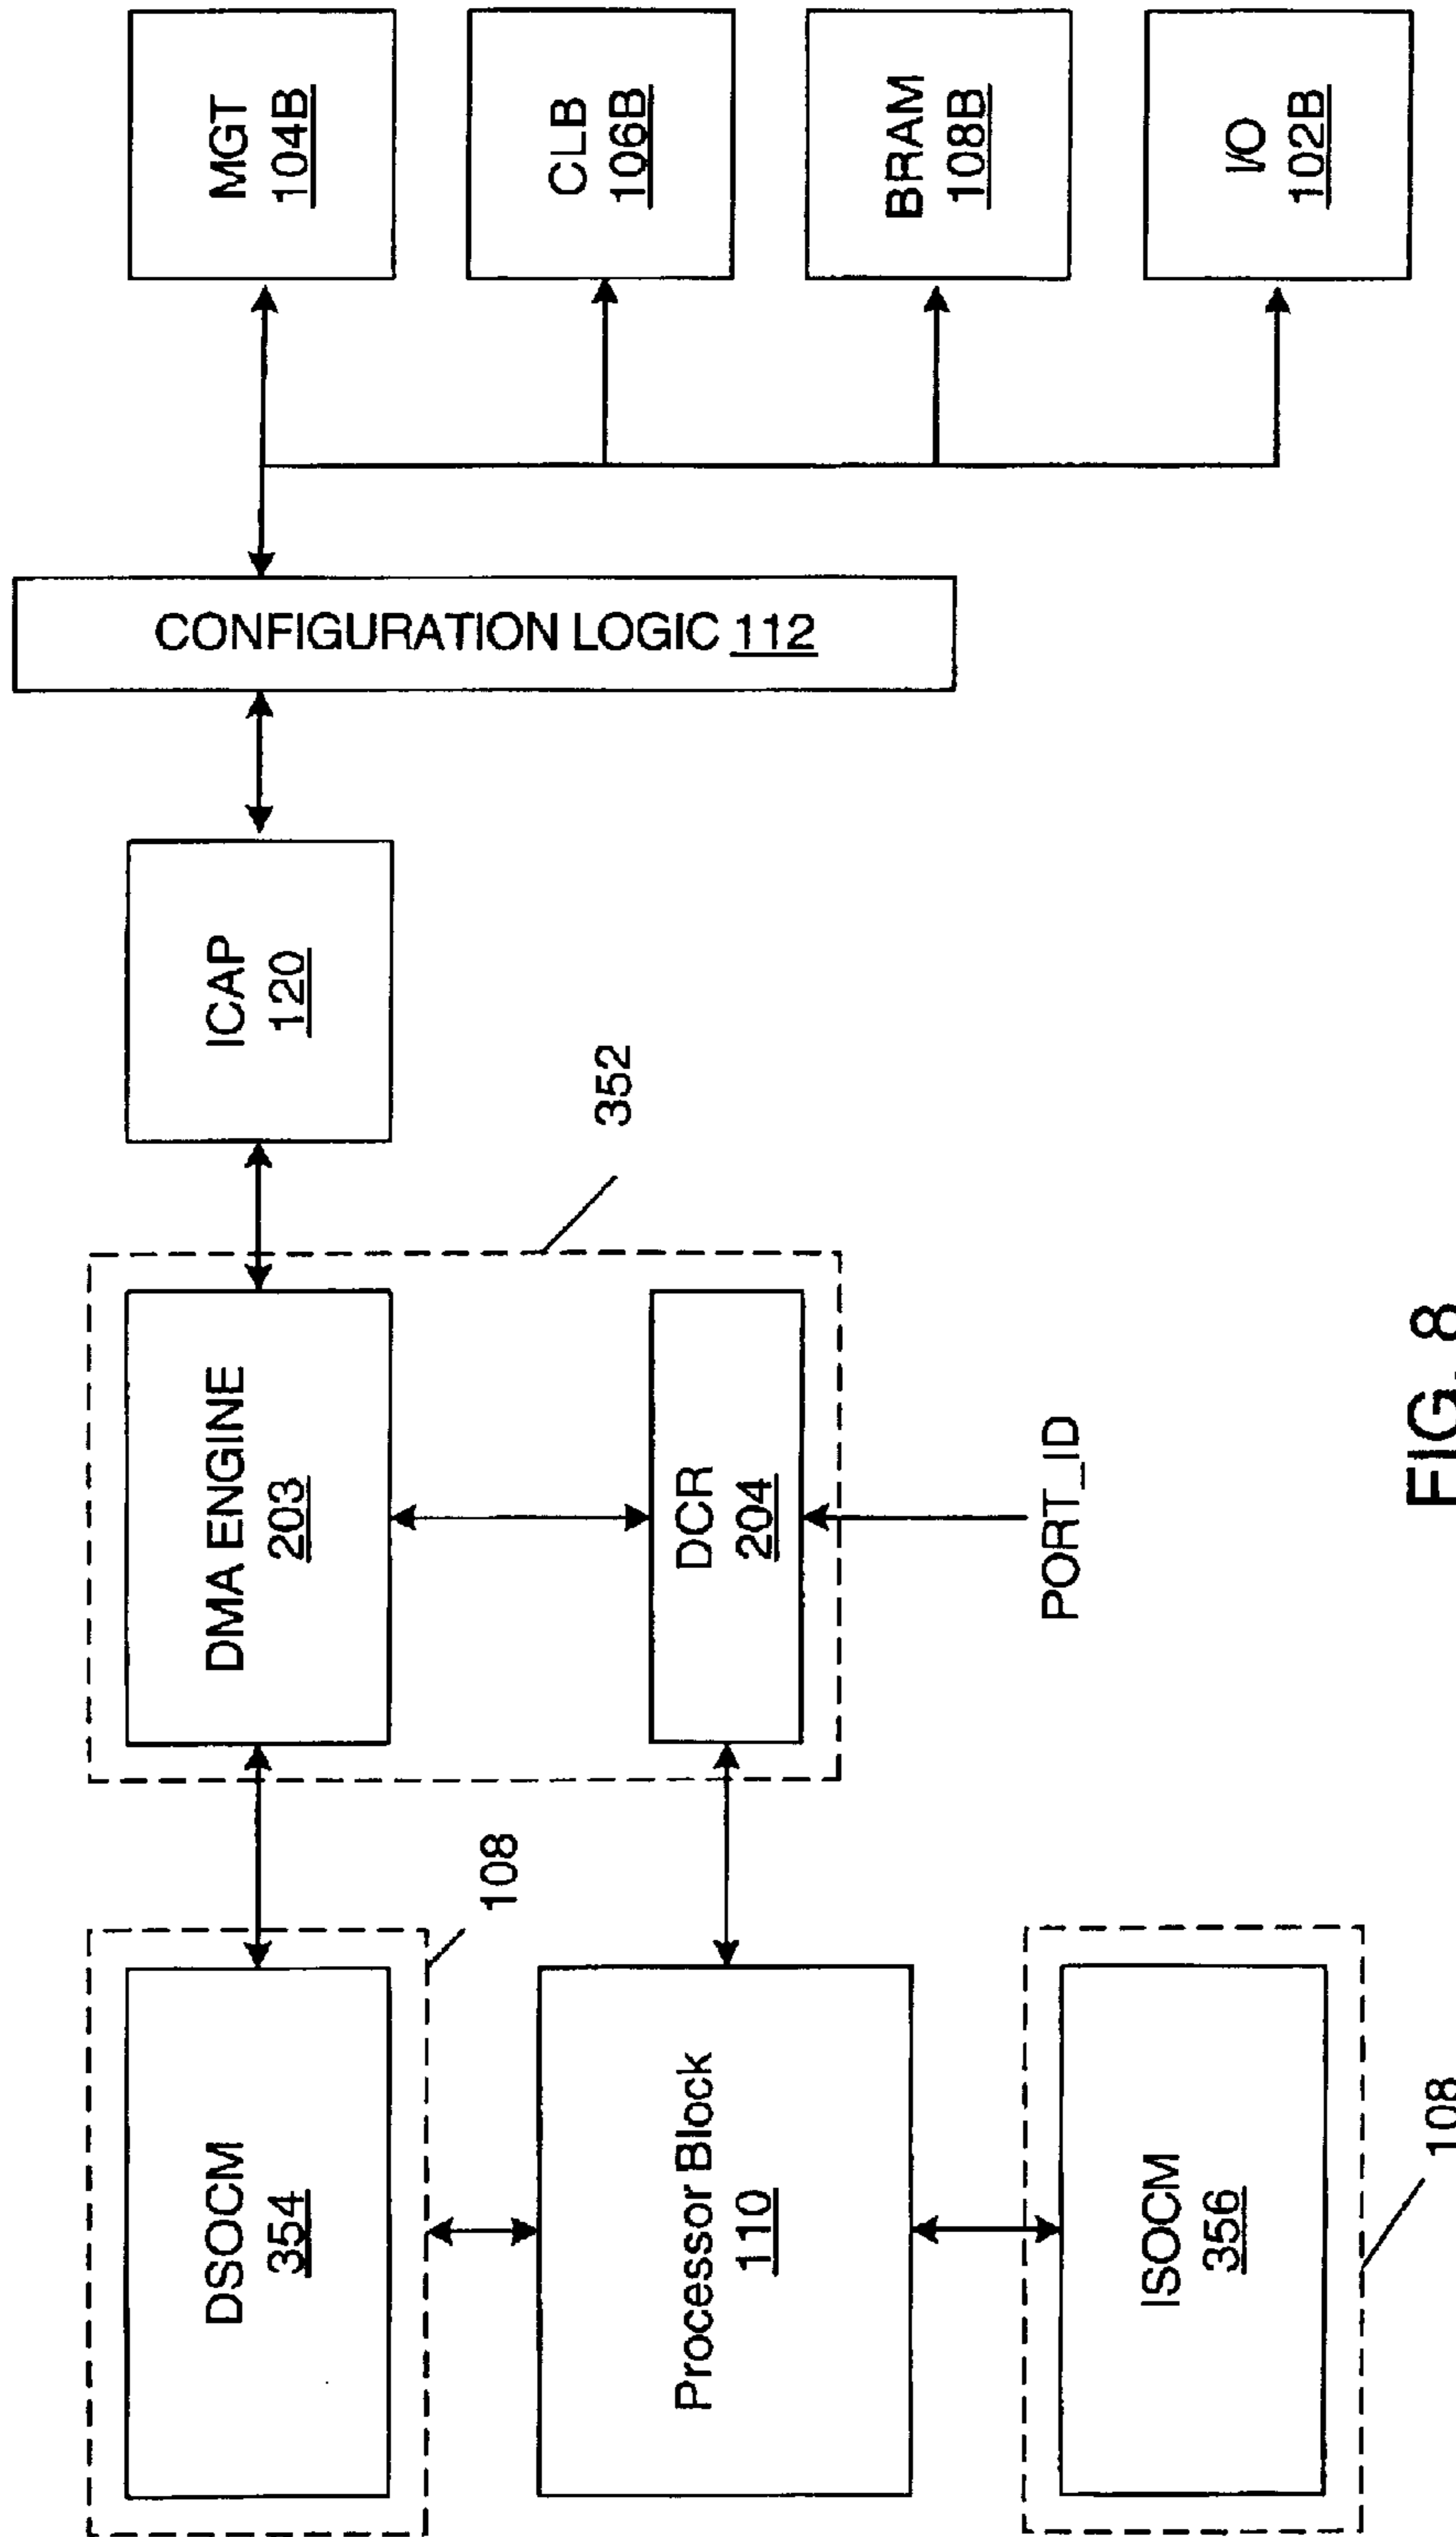 DSOCM
354
108
Processor Block
110
ISOCM
356
108
DMA ENGINE
203
DCR
204
352
PORT_ID
ICAP
120
CONFIGURATION LOGIC 112
MGT
104B
CLB
106B
BRAM
108B
I/O
102B
FIG. 8